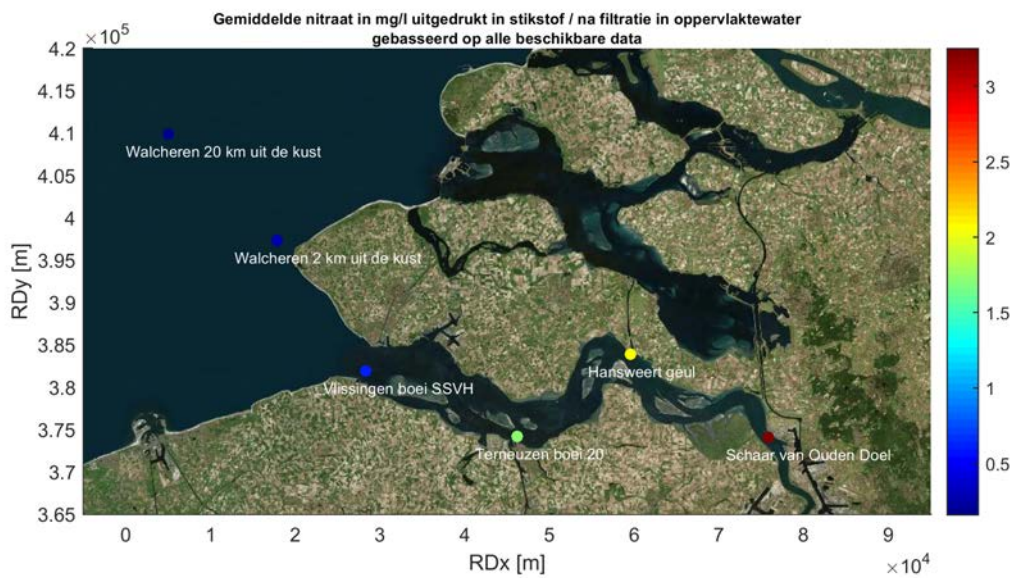 Gemiddelde nitraat in mg/l uitgedrukt in stikstof / na filtratie in oppervlaktewater
gebasseerd op alle beschikbare data
×10⁵
4.2
4.15
4.1
4.05
4
3.95
3.9
3.85
3.8
3.75
3.7
3.65
RDy [m]
Walcheren 20 km uit de kust
Walcheren 2 km uit de kust
Vlissingen boei SSVH
Hansweert geul
Terneuzen boei 20
Schaar van Ouden Doel
0 1 2 3 4 5 6 7 8 9
RDx [m]
×10⁴
3
2.5
2
1.5
1
0.5